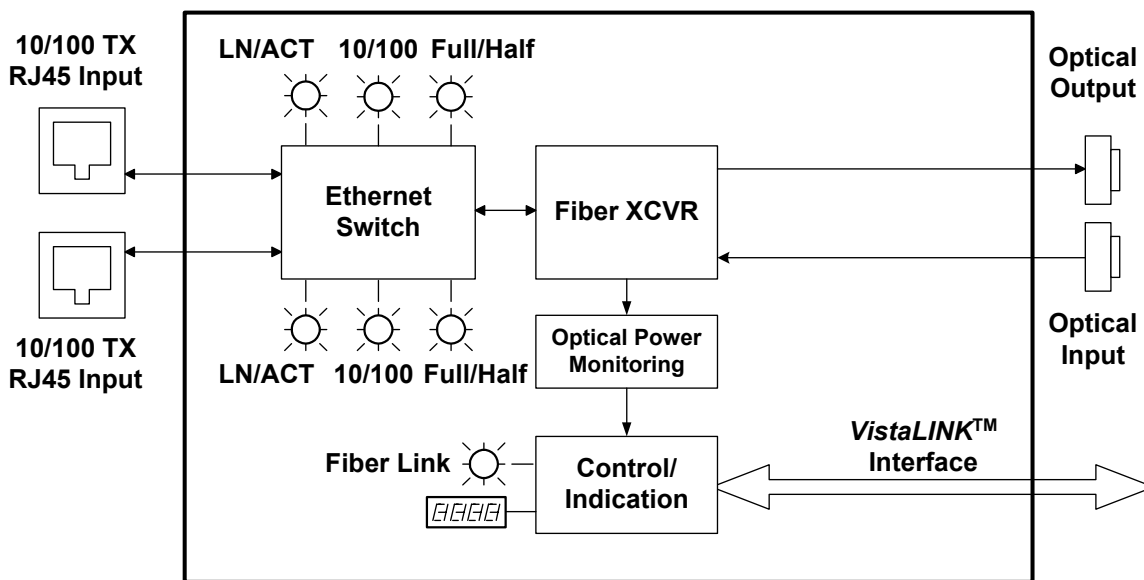 10/100 TX
RJ45 Input
LN/ACT 10/100 Full/Half
Optical
Output
Ethernet
Switch
Fiber XCVR
10/100 TX
RJ45 Input
LN/ACT 10/100 Full/Half
Optical Power
Monitoring
Optical
Input
Fiber Link
Control/
Indication
VistaLINK™
Interface
8888